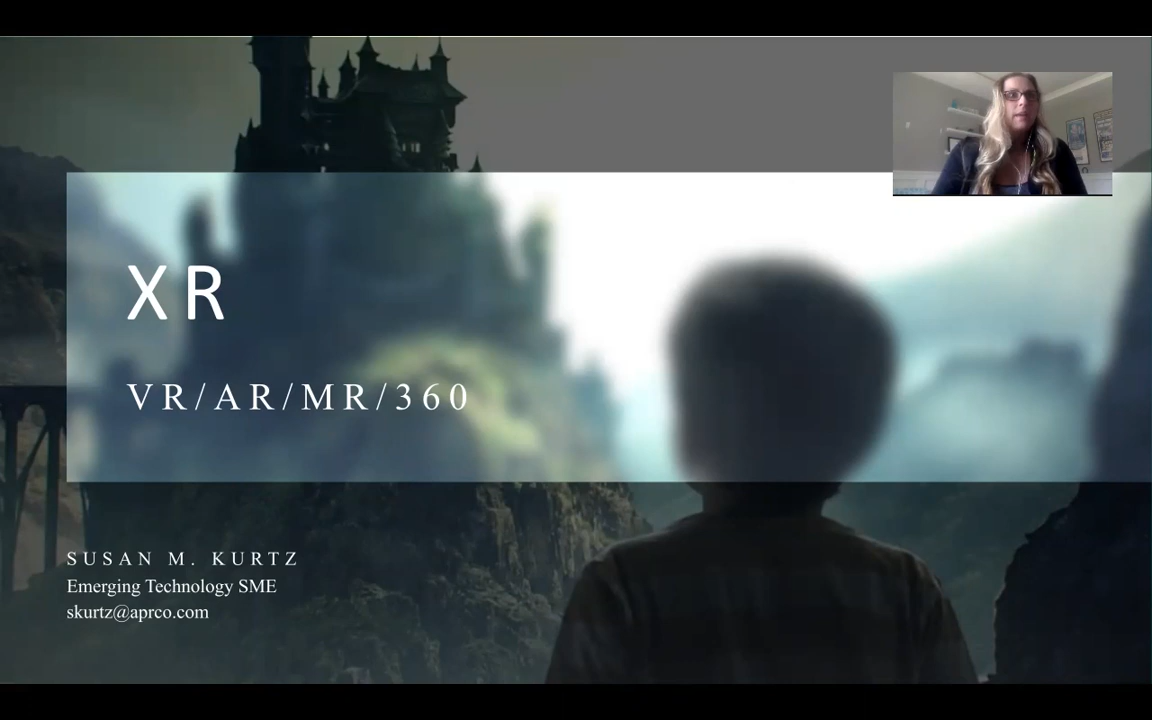 XR
VR/AR/MR/360
SUSAN M. KURTZ
Emerging Technology SME
skurtz@aprco.com